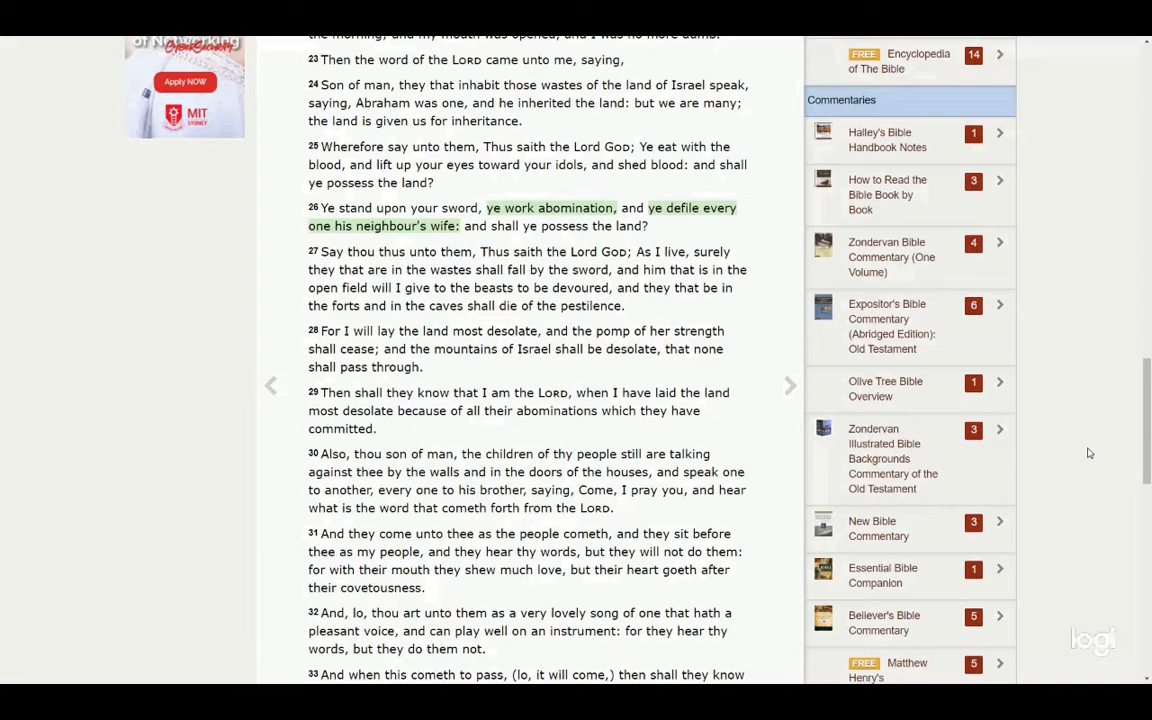 of Networking
CyberSecurity
Apply NOW
MIT
SYDNEY
the morning; and my mouth was opened, and I was no more dumb.
23 Then the word of the LORD came unto me, saying,
24 Son of man, they that inhabit those wastes of the land of Israel speak,
saying, Abraham was one, and he inherited the land: but we are many;
the land is given us for inheritance.
25 Wherefore say unto them, Thus saith the Lord GOD; Ye eat with the
blood, and lift up your eyes toward your idols, and shed blood: and shall
ye possess the land?
26 Ye stand upon your sword, ye work abomination, and ye defile every
one his neighbour's wife: and shall ye possess the land?
27 Say thou thus unto them, Thus saith the Lord GOD; As I live, surely
they that are in the wastes shall fall by the sword, and him that is in the
open field will I give to the beasts to be devoured, and they that be in
the forts and in the caves shall die of the pestilence.
28 For I will lay the land most desolate, and the pomp of her strength
shall cease; and the mountains of Israel shall be desolate, that none
shall pass through.
29 Then shall they know that I am the LORD, when I have laid the land
most desolate because of all their abominations which they have
committed.
30 Also, thou son of man, the children of thy people still are talking
against thee by the walls and in the doors of the houses, and speak one
to another, every one to his brother, saying, Come, I pray you, and hear
what is the word that cometh forth from the LORD.
31 And they come unto thee as the people cometh, and they sit before
thee as my people, and they hear thy words, but they will not do them:
for with their mouth they shew much love, but their heart goeth after
their covetousness.
32 And, lo, thou art unto them as a very lovely song of one that hath a
pleasant voice, and can play well on an instrument: for they hear thy
words, but they do them not.
33 And when this cometh to pass, (lo, it will come,) then shall they know
FREE Encyclopedia 14
of The Bible
Commentaries
Halley's Bible 1
Handbook Notes
How to Read the 3
Bible Book by
Book
Zondervan Bible 4
Commentary (One
Volume)
Expositor's Bible 6
Commentary
(Abridged Edition):
Old Testament
Olive Tree Bible 1
Overview
Zondervan 3
Illustrated Bible
Backgrounds
Commentary of the
Old Testament
New Bible 3
Commentary
Essential Bible 1
Companion
Believer's Bible 5
Commentary
FREE Matthew 5
Henry's
logi